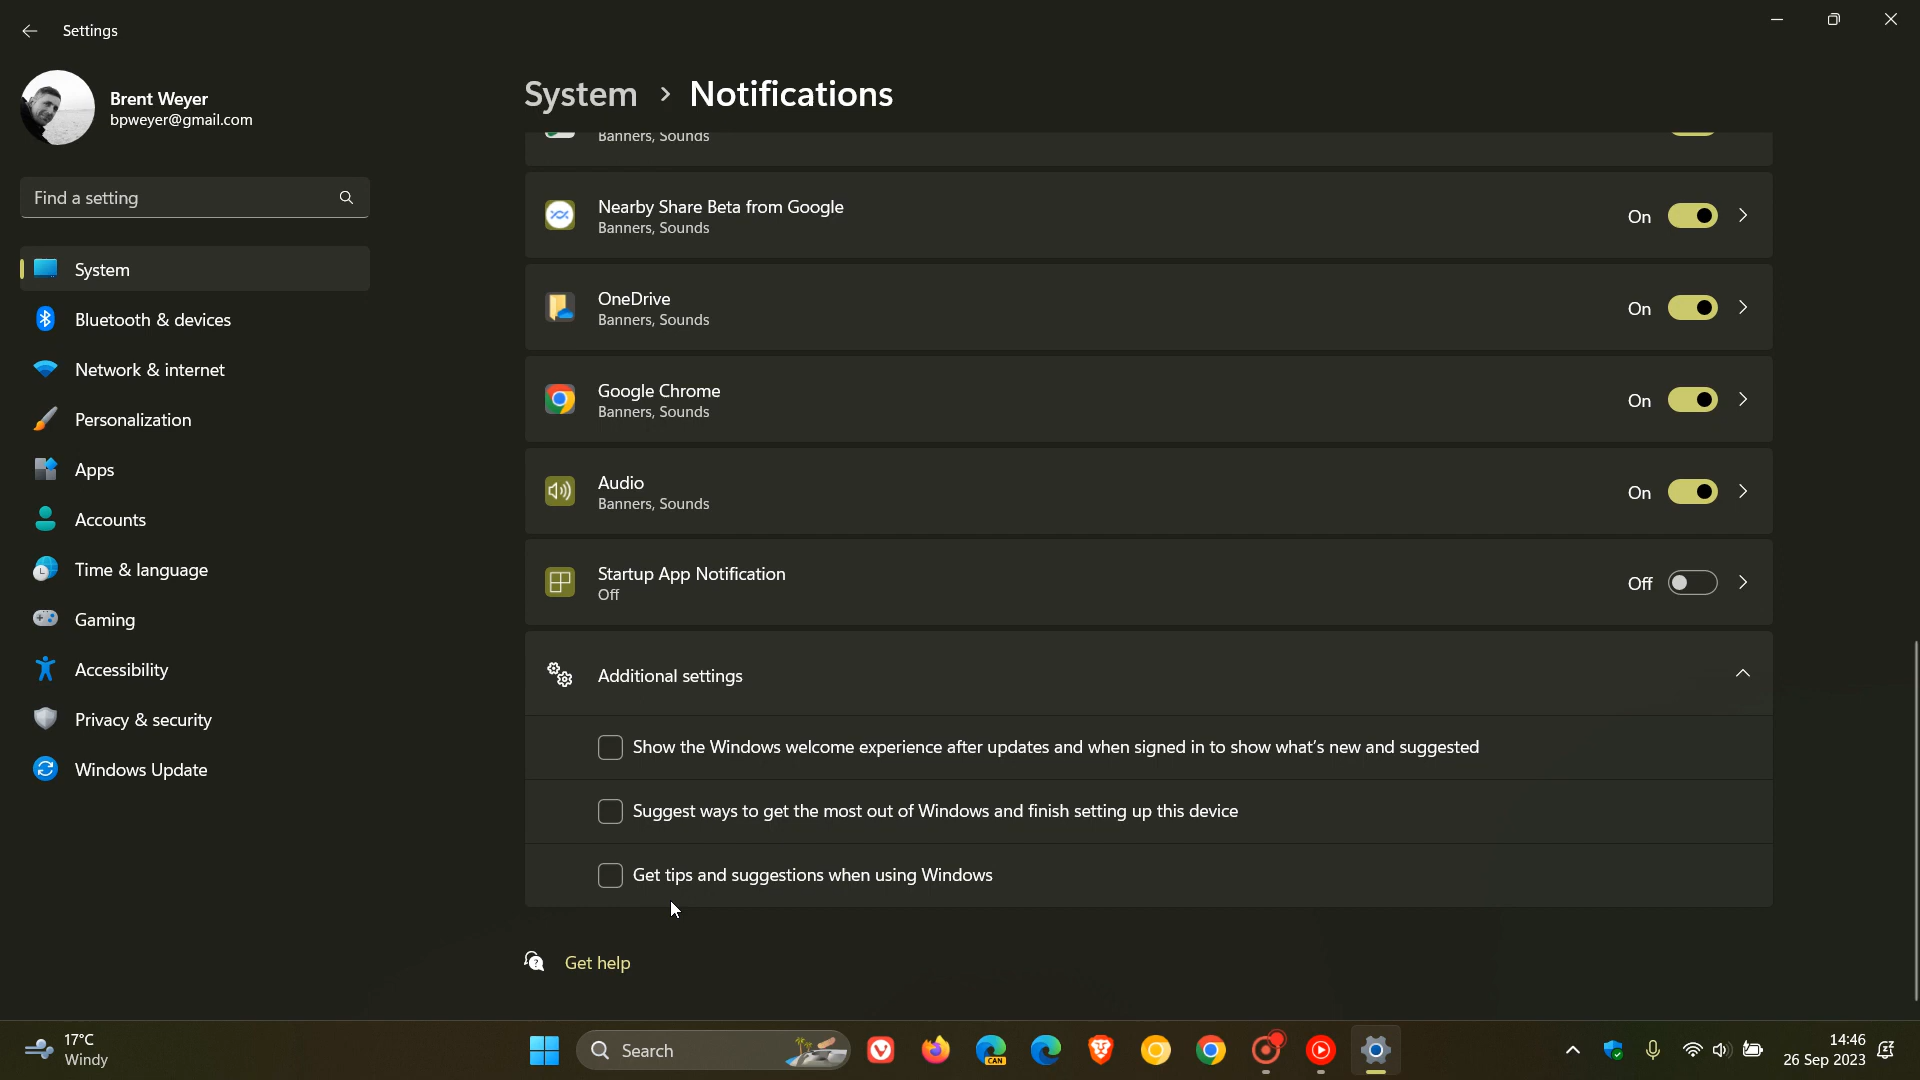 Settings
Brent Weyer
bpweyer@gmail.com
Find a setting
System
Bluetooth & devices
Network & internet
Personalization
Apps
Accounts
Time & language
Gaming
Accessibility
Privacy & security
Windows Update
System > Notifications
Banners, Sounds
Nearby Share Beta from Google
Banners, Sounds
On
OneDrive
Banners, Sounds
On
Google Chrome
Banners, Sounds
On
Audio
Banners, Sounds
On
Startup App Notification
Off
Off
Additional settings
Show the Windows welcome experience after updates and when signed in to show what's new and suggested
Suggest ways to get the most out of Windows and finish setting up this device
Get tips and suggestions when using Windows
Get help
17°C
Windy
Search
CAN
14:46
26 Sep 2023